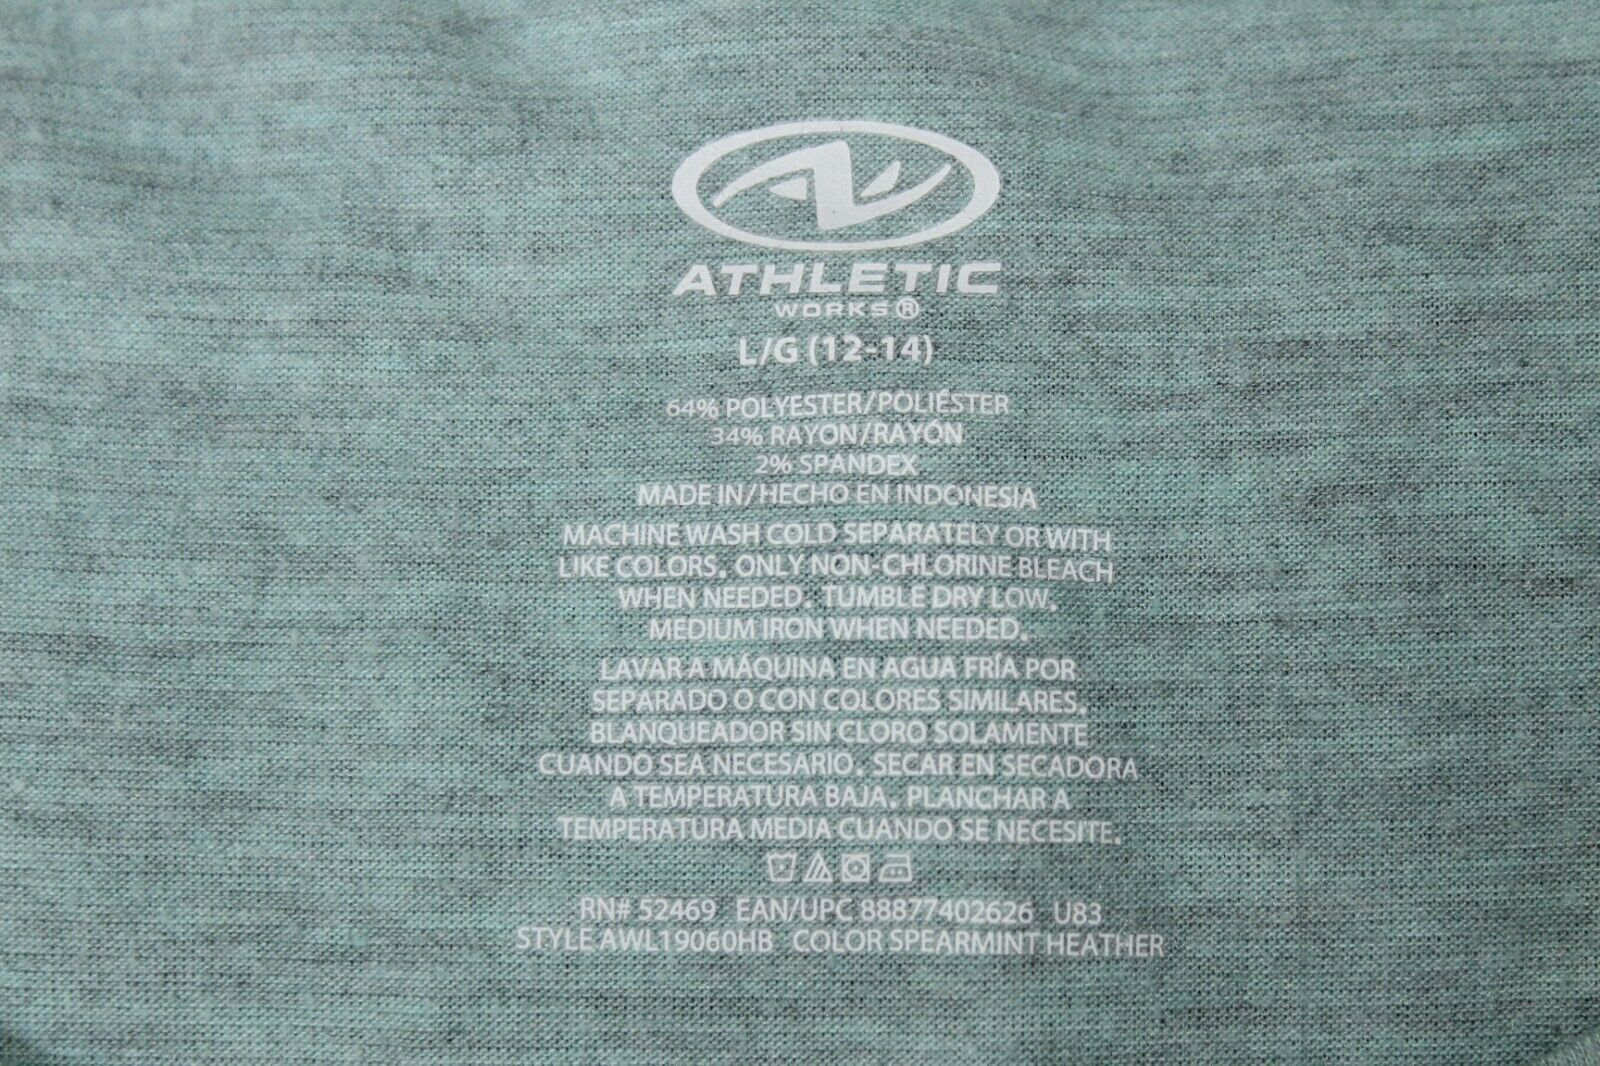 ATHLETIC
WORKS®
L/G (12-14)
64% POLYESTER/POLIÉSTER
34% RAYON/RAYÓN
2% SPANDEX
MADE IN/HECHO EN INDONESIA
MACHINE WASH COLD SEPARATELY OR WITH
LIKE COLORS. ONLY NON-CHLORINE BLEACH
WHEN NEEDED. TUMBLE DRY LOW.
MEDIUM IRON WHEN NEEDED.
LAVAR A MÁQUINA EN AGUA FRÍA POR
SEPARADO O CON COLORES SIMILARES.
BLANQUEADOR SIN CLORO SOLAMENTE
CUANDO SEA NECESARIO. SECAR EN SECADORA
A TEMPERATURA BAJA. PLANCHAR A
TEMPERATURA MEDIA CUANDO SE NECESITE.
RN# 52469 EAN/UPC 88877402626 U83
STYLE AWL19060HB COLOR SPEARMINT HEATHER